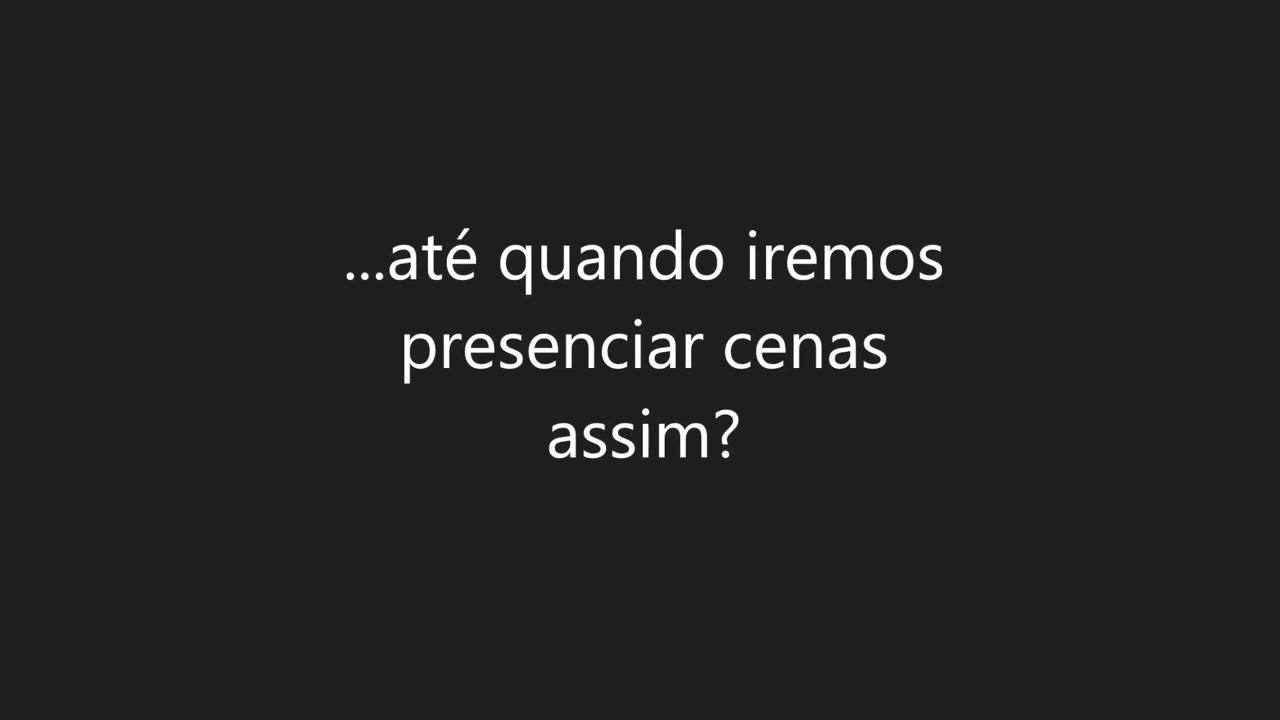 ...até quando iremos
presenciar cenas
assim?